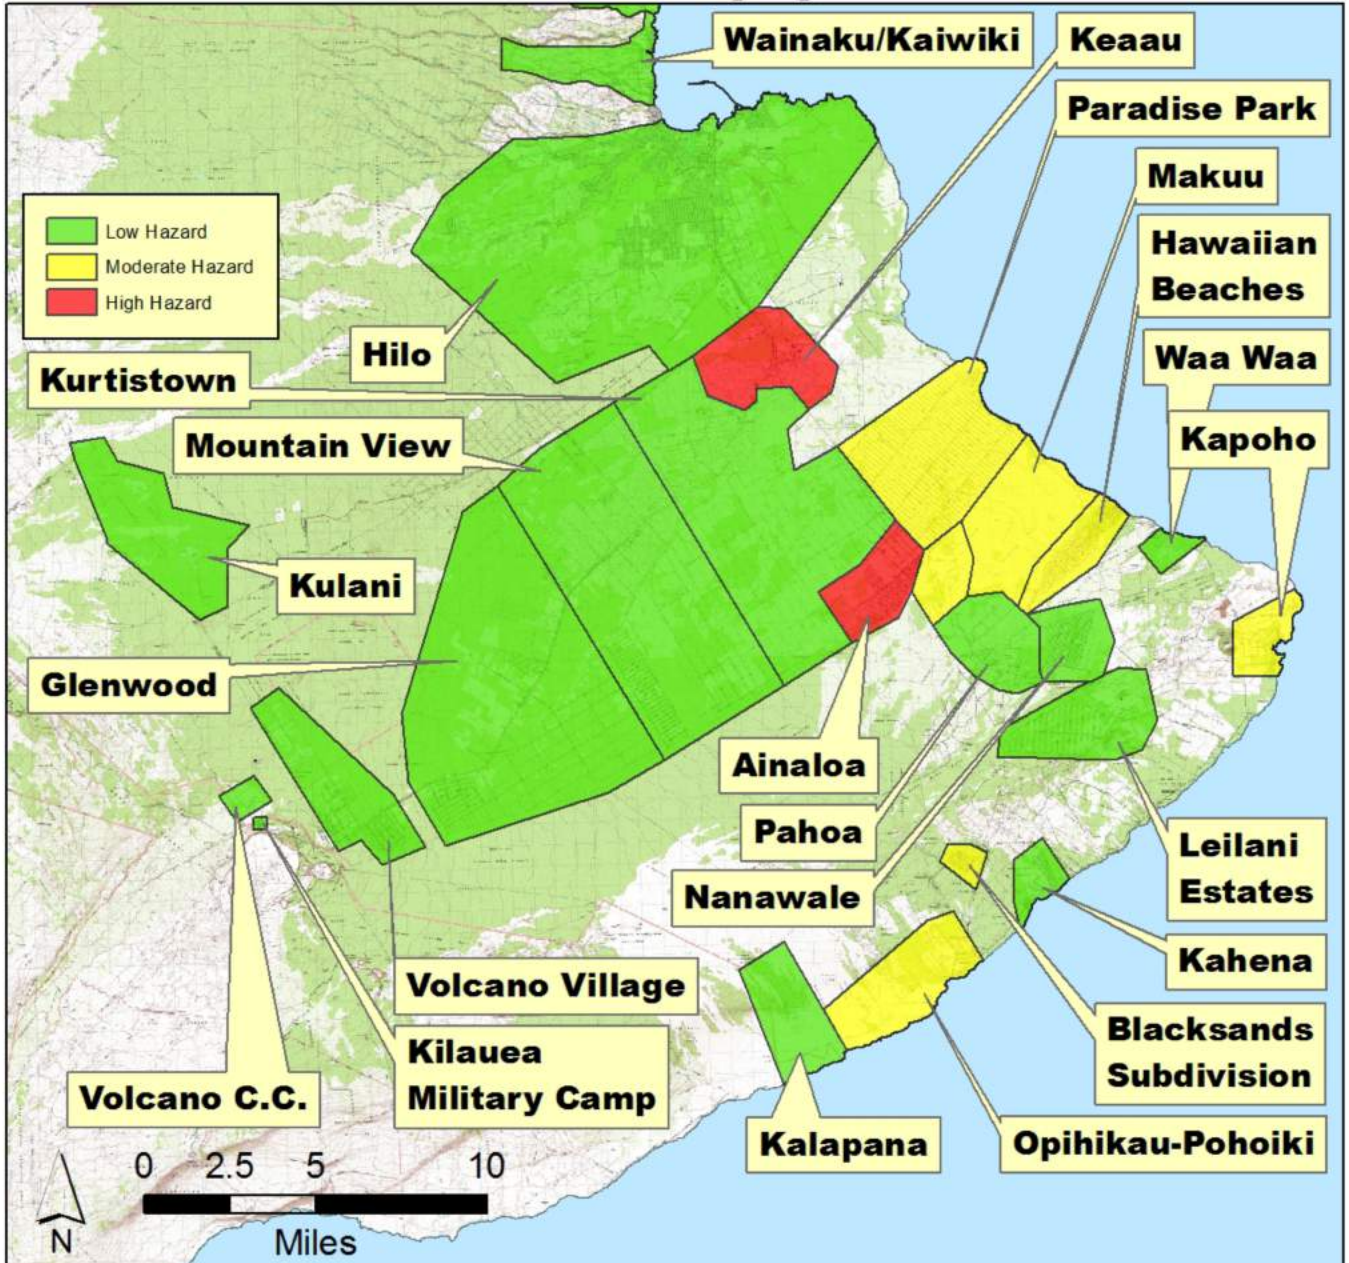 Wainaku/Kaiwiki
Keaau
Paradise Park
Makuu
Hawaiian
Beaches
Waa Waa
Kapoho
Low Hazard
Moderate Hazard
High Hazard
Hilo
Kurtistown
Mountain View
Kulani
Glenwood
Ainaloa
Pahoa
Nanawale
Leilani
Estates
Kahena
Volcano Village
Blacksands
Subdivision
Kilauea
Military Camp
Volcano C.C.
Kalapana
Opihikau-Pohoiki
0 2.5 5 10
Miles
N